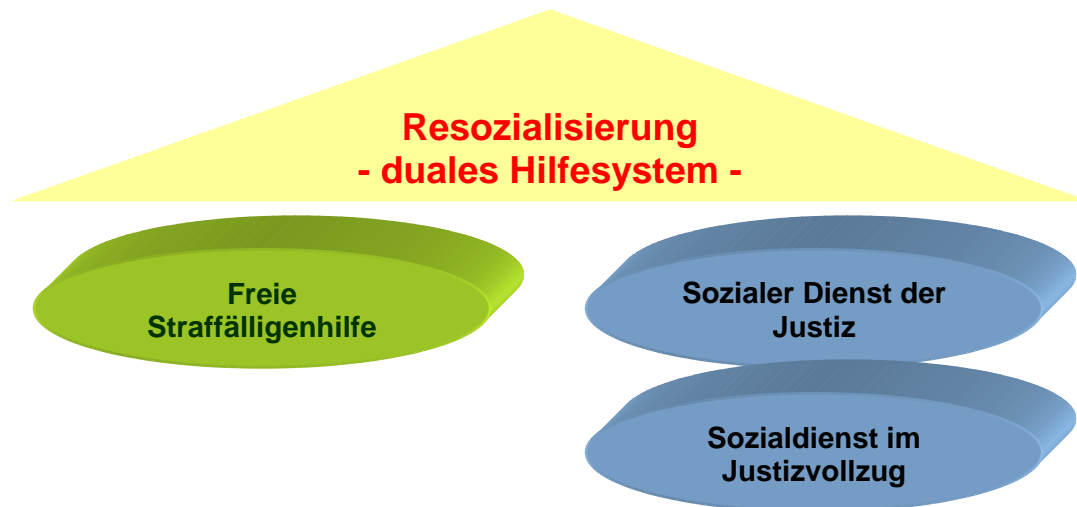 Resozialisierung
- duales Hilfesystem -
Freie
Straffälligenhilfe
Sozialer Dienst der
Justiz
Sozialdienst im
Justizvollzug